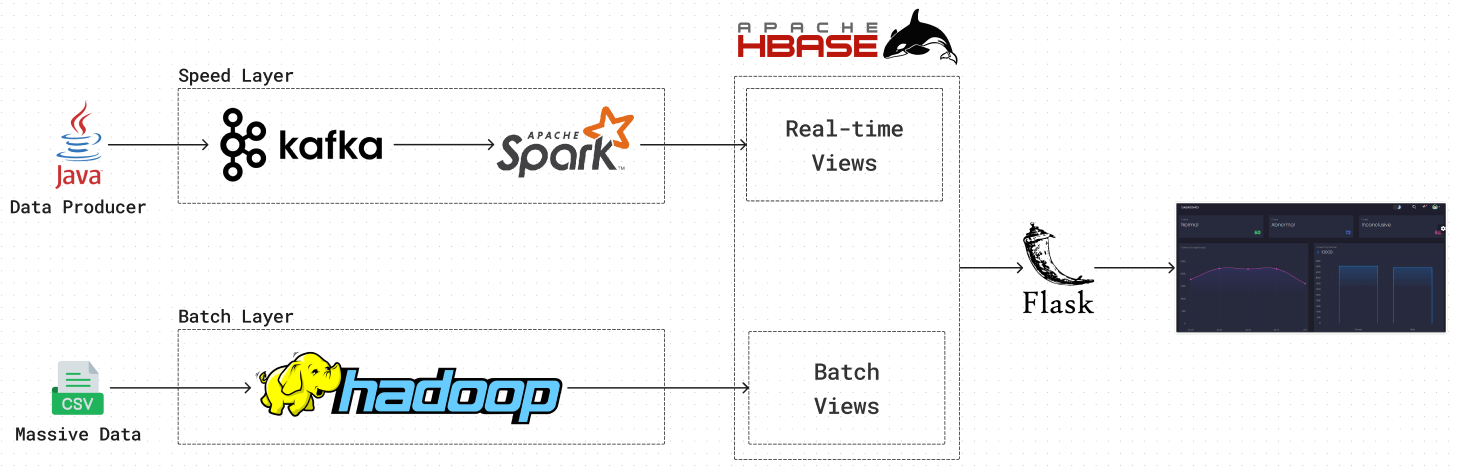 APACHE
HBASE
Speed Layer
Java
Data Producer
kafka
APACHE
Spark
TM
Real-time
Views
Flask
Normal
Abnormal
Inconclusive
Batch Layer
CSV
Massive Data
hadoop
Batch
Views